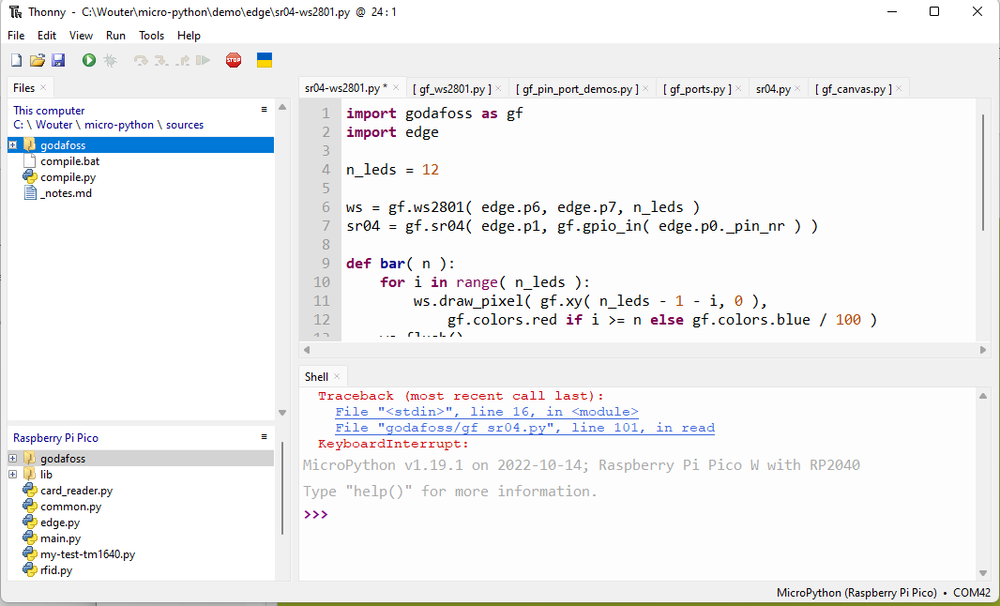 Thonny - C:\Wouter\micro-python\demo\edge\sr04-ws2801.py @ 24 : 1
File Edit View Run Tools Help
STOP
Files
This computer
C: \ Wouter \ micro-python \ sources
godafoss
compile.bat
compile.py
_notes.md
Raspberry Pi Pico
godafoss
lib
card_reader.py
common.py
edge.py
main.py
my-test-tm1640.py
rfid.py
sr04-ws2801.py * [ gf_ws2801.py ] [ gf_pin_port_demos.py ] [ gf_ports.py ] sr04.py [ gf_canvas.py ]
1 import godafoss as gf
2 import edge
3
4 n_leds = 12
5
6 ws = gf.ws2801( edge.p6, edge.p7, n_leds )
7 sr04 = gf.sr04( edge.p1, gf.gpio_in( edge.p0._pin_nr ) )
8
9 def bar( n ):
10 for i in range( n_leds ):
11 ws.draw_pixel( gf.xy( n_leds - 1 - i, 0 ),
12 gf.colors.red if i >= n else gf.colors.blue / 100 )
13 ws.flush()
Shell
Traceback (most recent call last):
File "<stdin>", line 16, in <module>
File "godafoss/gf_sr04.py", line 101, in read
KeyboardInterrupt:
MicroPython v1.19.1 on 2022-10-14; Raspberry Pi Pico W with RP2040
Type "help()" for more information.
>>>
MicroPython (Raspberry Pi Pico) • COM42